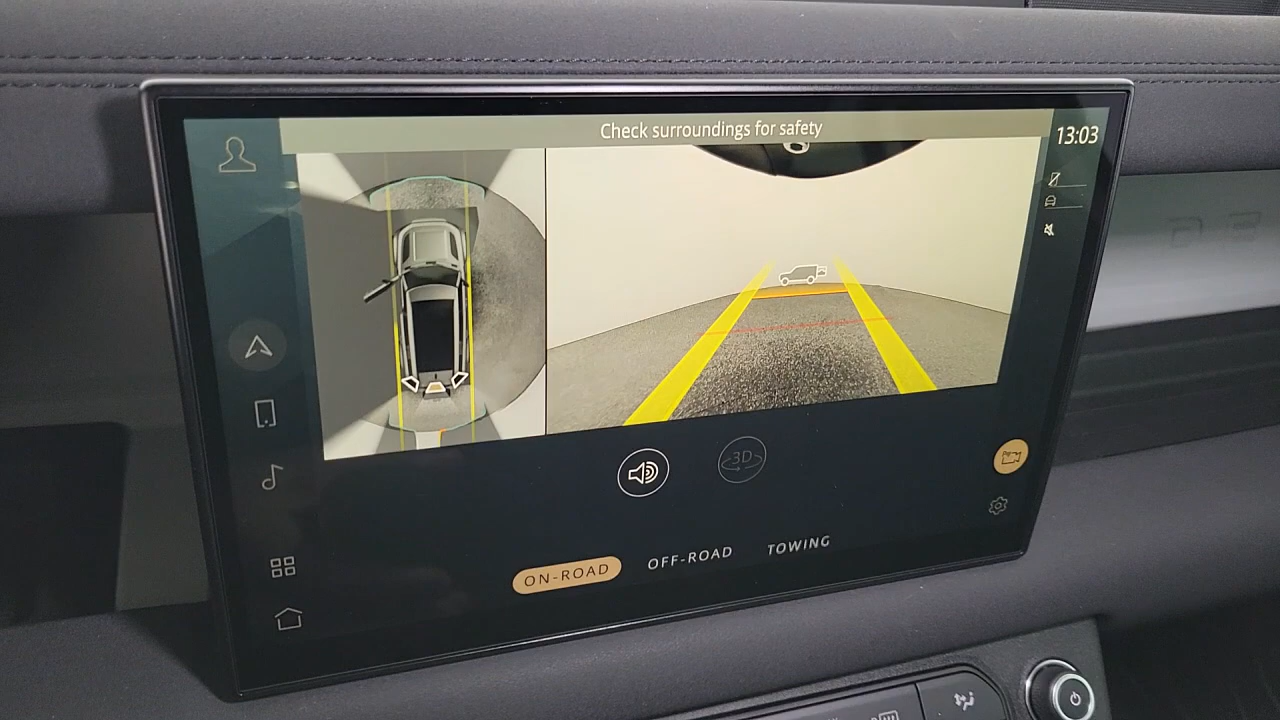 Check surroundings for safety
13:03
3D
ON-ROAD
OFF-ROAD
TOWING